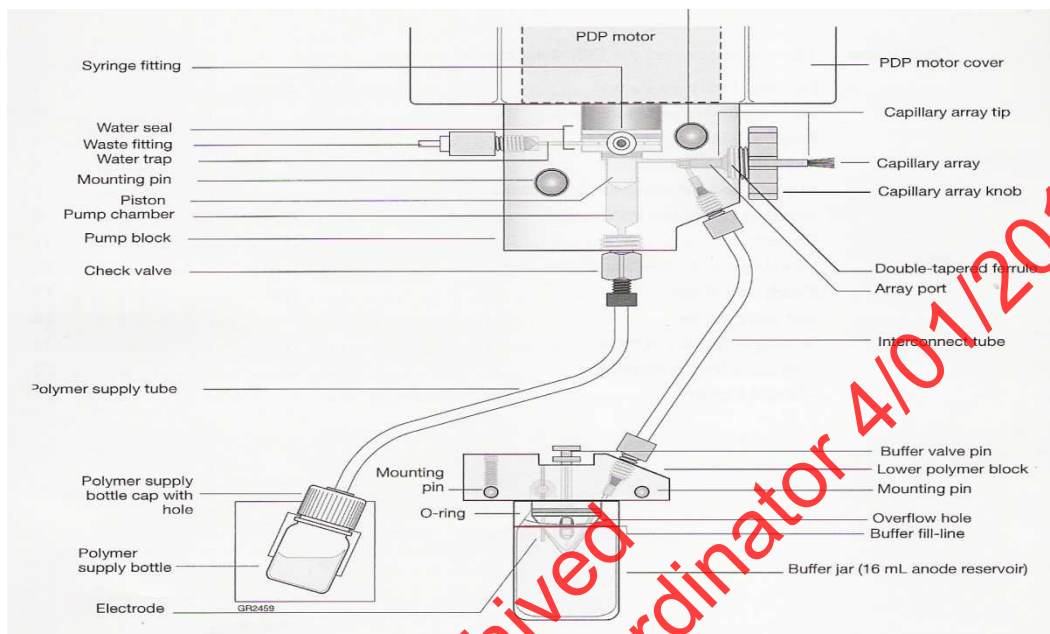 PDP motor
Syringe fitting
PDP motor cover
Water seal
Waste fitting
Water trap
Mounting pin
Piston
Pump chamber
Pump block
Check valve
Capillary array tip
Capillary array
Capillary array knob
Double-tapered ferrule
Array port
Interconnect tube
Polymer supply tube
Polymer supply
bottle cap with
hole
Polymer
supply bottle
Electrode
GR2459
Mounting
pin
O-ring
Buffer valve pin
Lower polymer block
Mounting pin
Overflow hole
Buffer fill-line
Buffer jar (16 mL anode reservoir)
hived
rdinator 4/01/201